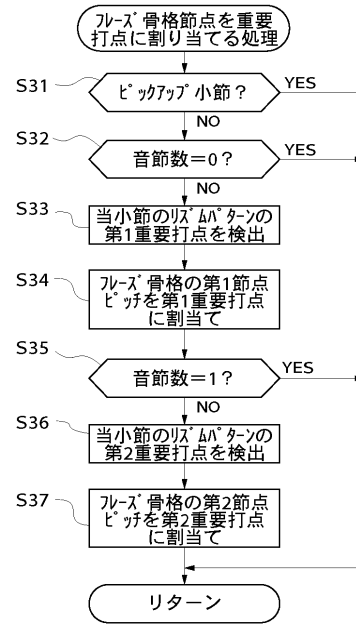 ﾌﾚｰｽﾞ骨格節点を重要
打点に割り当てる処理
S31
ﾋﾟｯｸｱｯﾌﾟ小節？
YES
NO
S32
音節数＝0？
YES
NO
S33
当小節のﾘｽﾞﾑﾊﾟﾀｰﾝの
第1重要打点を検出
S34
ﾌﾚｰｽﾞ骨格の第1節点
ﾋﾟｯﾁを第1重要打点
に割当て
S35
音節数＝1？
YES
NO
S36
当小節のﾘｽﾞﾑﾊﾟﾀｰﾝの
第2重要打点を検出
S37
ﾌﾚｰｽﾞ骨格の第2節点
ﾋﾟｯﾁを第2重要打点
に割当て
リターン